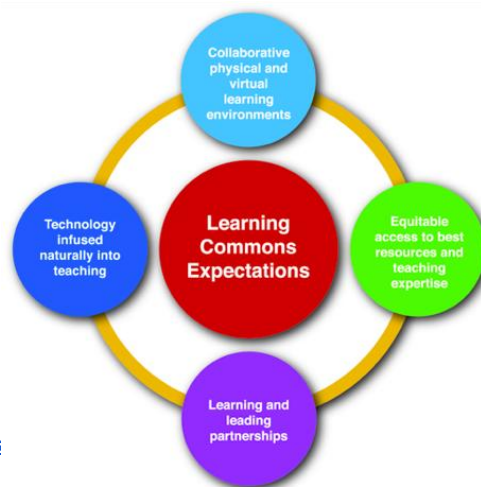 Collaborative
physical and
virtual
learning
environments
Technology
infused
naturally into
teaching
Learning
Commons
Expectations
Equitable
access to best
resources and
teaching
expertise
Learning and
leading
partnerships